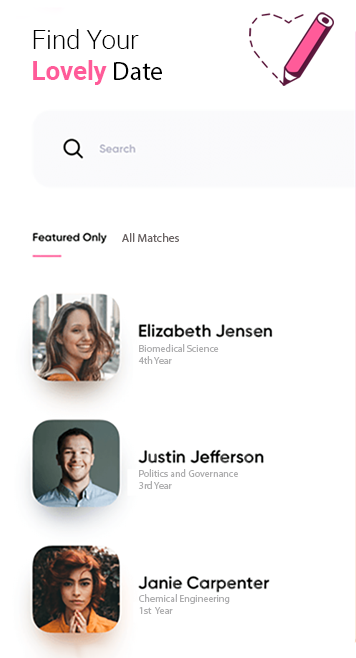 Find Your
Lovely Date
Search
Featured Only All Matches
Elizabeth Jensen
Biomedical Science
4th Year
Justin Jefferson
Politics and Governance
3rd Year
Janie Carpenter
Chemical Engineering
1st Year